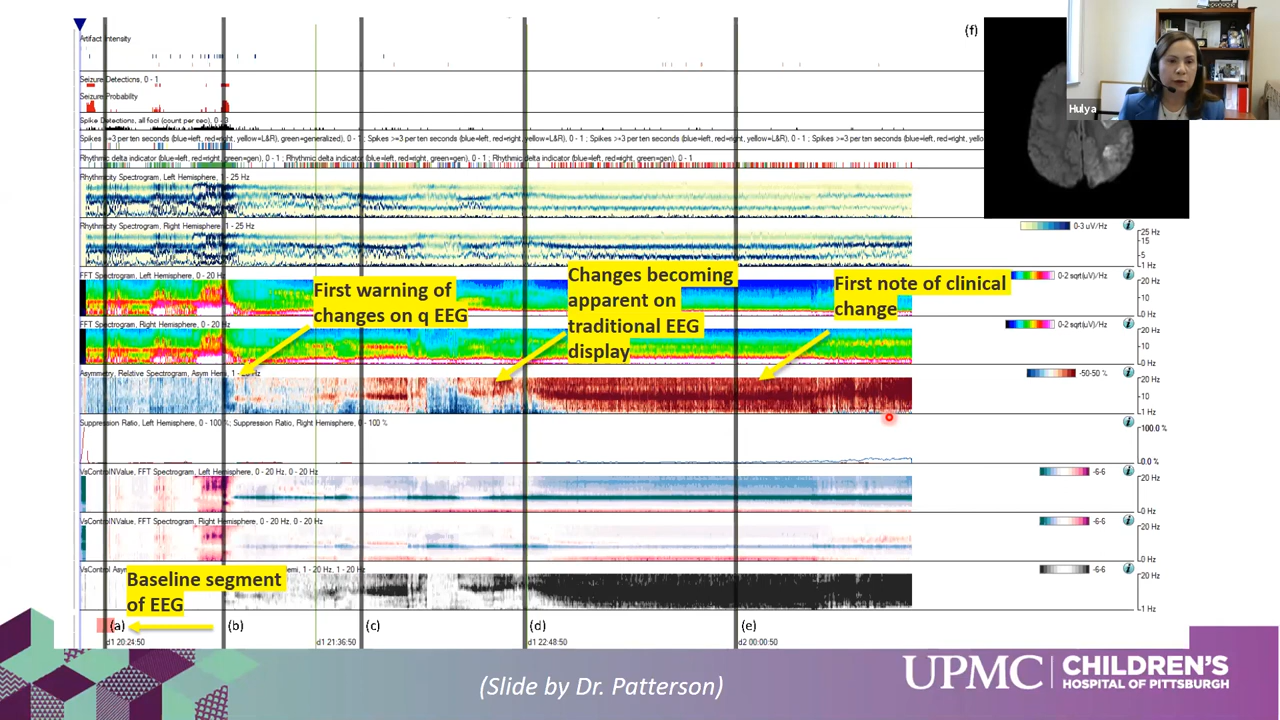 (f)
Hulya
Artifact Intensity
Seizure Detections, 0 - 1
Seizure Probability
Spike Detections, all foci (count per sec), 0 - 3
Spikes >=3 per ten seconds (blue=left, red=right, yellow=L&R, green=generalized), 0 - 1 ; Spikes >=3 per ten seconds (blue=left, red=right, yellow=L&R), 0 - 1 ; Spikes >=3 per ten seconds (blue=left, red=right, yellow=L&R), 0
Rhythmic delta indicator (blue=left, red=right, green=gen), 0 - 1 ; Rhythmic delta indicator (blue=left, red=right, green=gen), 0 - 1 ; Rhythmic delta indicator (blue=left, red=right, green=gen), 0 - 1
Rhythmicity Spectrogram, Left Hemisphere, 1 - 25 Hz
Rhythmicity Spectrogram, Right Hemisphere, 1 - 25 Hz
0-3 uV/Hz
25 Hz
15
5
1 Hz
FFT Spectrogram, Left Hemisphere, 0 - 20 Hz
0-2 sqrt(uV)/Hz
20 Hz
10
0 Hz
FFT Spectrogram, Right Hemisphere, 0 - 20 Hz
0-2 sqrt(uV)/Hz
20 Hz
10
0 Hz
First warning of
changes on q EEG
Changes becoming
apparent on
traditional EEG
display
First note of clinical
change
Asymmetry, Relative Spectrogram, Asym Hemi, 1 - Hz
-50-50 %
20 Hz
10
1 Hz
Suppression Ratio, Left Hemisphere, 0 - 100 %; Suppression Ratio, Right Hemisphere, 0 - 100 %
100.0 %
0.0 %
VsControlNValue, FFT Spectrogram, Left Hemisphere, 0 - 20 Hz, 0 - 20 Hz
-6-6
20 Hz
0 Hz
VsControlNValue, FFT Spectrogram, Right Hemisphere, 0 - 20 Hz, 0 - 20 Hz
-6-6
20 Hz
0 Hz
VsControl Asym Hemi, 1 - 20 Hz, 1 - 20 Hz
-6-6
20 Hz
1 Hz
Baseline segment
of EEG
(a)
(b)
(c)
(d)
(e)
d1 20:24:50
d1 21:36:50
d1 22:48:50
d2 00:00:50
(Slide by Dr. Patterson)
UPMC CHILDREN'S
HOSPITAL OF PITTSBURGH